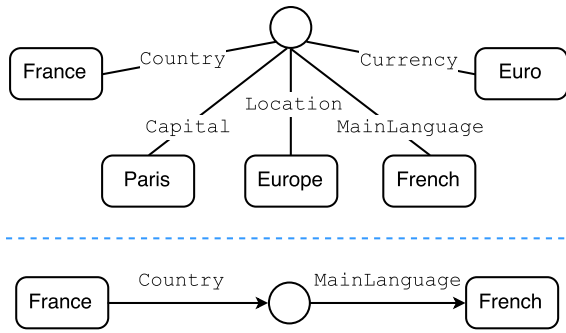 Country
Currency
France
Euro
Location
Capital
MainLanguage
Paris
Europe
French
Country
MainLanguage
France
French